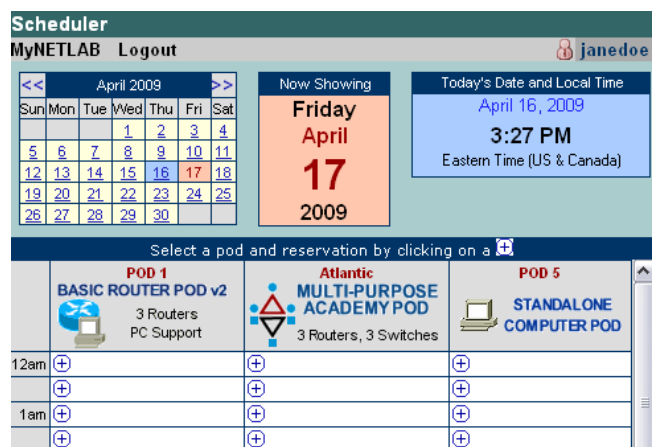 Scheduler
MyNETLAB Logout janedoe
<< April 2009 >>
Sun Mon Tue Wed Thu Fri Sat
1 2 3 4
5 6 7 8 9 10 11
12 13 14 15 16 17 18
19 20 21 22 23 24 25
26 27 28 29 30
Now Showing
Friday
April
17
2009
Today's Date and Local Time
April 16, 2009
3:27 PM
Eastern Time (US & Canada)
Select a pod and reservation by clicking on a
POD 1
BASIC ROUTER POD v2
3 Routers
PC Support
Atlantic
MULTI-PURPOSE
ACADEMY POD
3 Routers, 3 Switches
POD 5
STANDALONE
COMPUTER POD
12am
1am